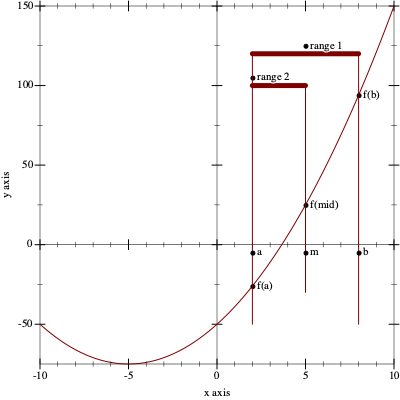 150
range 1
range 2
100
f(b)
50
y axis
f(mid)
0
a
m
b
f(a)
-50
-10
-5
0
5
10
x axis